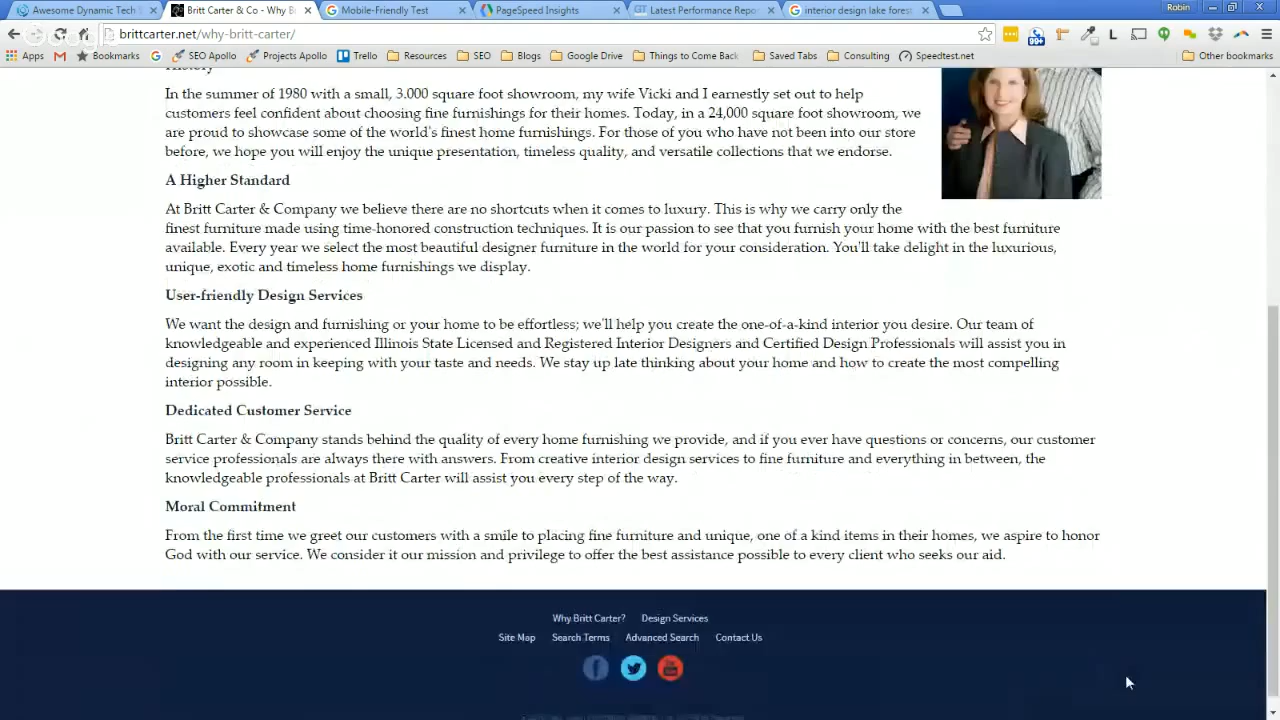 Awesome Dynamic Tech
Britt Carter & Co - Why B
Mobile-Friendly Test
PageSpeed Insights
Latest Performance Repor
interior design lake forest
Robin
brittcarter.net/why-britt-carter/
Apps
Bookmarks
SEO Apollo
Projects Apollo
Trello
Resources
SEO
Blogs
Google Drive
Things to Come Back
Saved Tabs
Consulting
Speedtest.net
Other bookmarks
History
In the summer of 1980 with a small, 3.000 square foot showroom, my wife Vicki and I earnestly set out to help
customers feel confident about choosing fine furnishings for their homes. Today, in a 24,000 square foot showroom, we
are proud to showcase some of the world's finest home furnishings. For those of you who have not been into our store
before, we hope you will enjoy the unique presentation, timeless quality, and versatile collections that we endorse.
A Higher Standard
At Britt Carter & Company we believe there are no shortcuts when it comes to luxury. This is why we carry only the
finest furniture made using time-honored construction techniques. It is our passion to see that you furnish your home with the best furniture
available. Every year we select the most beautiful designer furniture in the world for your consideration. You'll take delight in the luxurious,
unique, exotic and timeless home furnishings we display.
User-friendly Design Services
We want the design and furnishing or your home to be effortless; we'll help you create the one-of-a-kind interior you desire. Our team of
knowledgeable and experienced Illinois State Licensed and Registered Interior Designers and Certified Design Professionals will assist you in
designing any room in keeping with your taste and needs. We stay up late thinking about your home and how to create the most compelling
interior possible.
Dedicated Customer Service
Britt Carter & Company stands behind the quality of every home furnishing we provide, and if you ever have questions or concerns, our customer
service professionals are always there with answers. From creative interior design services to fine furniture and everything in between, the
knowledgeable professionals at Britt Carter will assist you every step of the way.
Moral Commitment
From the first time we greet our customers with a smile to placing fine furniture and unique, one of a kind items in their homes, we aspire to honor
God with our service. We consider it our mission and privilege to offer the best assistance possible to every client who seeks our aid.
Why Britt Carter? Design Services
Site Map Search Terms Advanced Search Contact Us